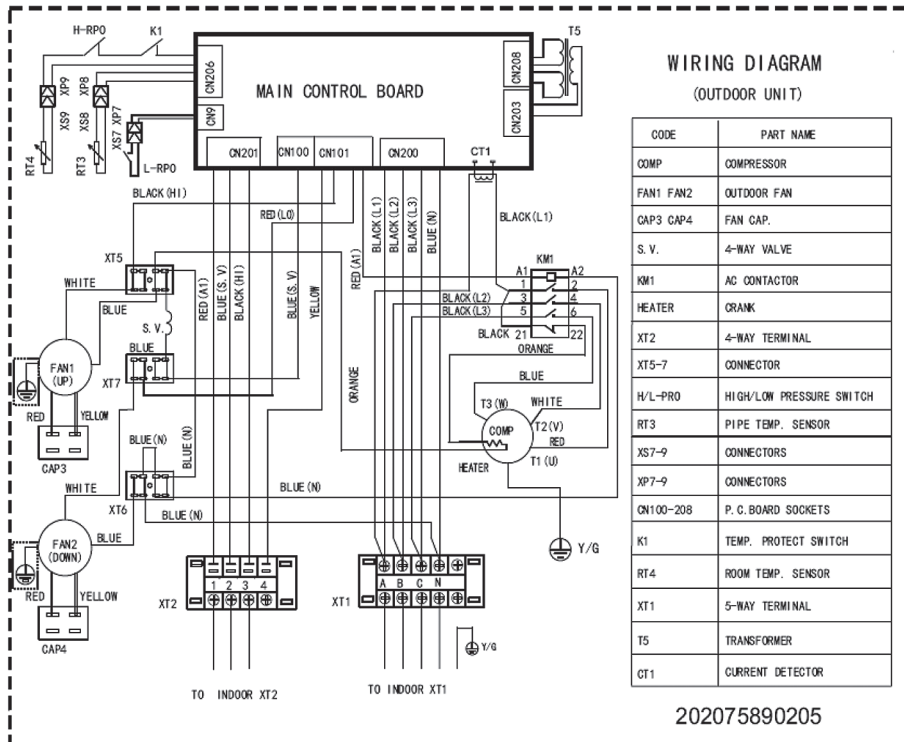 H-RPO
K1
T5
WIRING DIAGRAM
(OUTDOOR UNIT)
MAIN CONTROL BOARD
CN206
CN9
CN208
CN203
CN201
CN100
CN101
CN200
CT1
XP9
XS9
XP8
XS8
XP7
XS7
RT4
RT3
L-RPO
BLACK(HI)
RED(LO)
BLACK(L1)
BLACK(L2)
BLACK(L3)
BLUE(N)
BLACK(L1)
RED(A1)
KM1
A1
A2
1
2
3
4
5
6
21
22
BLACK(L2)
BLACK(L3)
BLACK
ORANGE
XT5
WHITE
BLUE
S.V.
BLUE
XT7
RED(A1)
BLUE(S.V)
BLACK(HI)
BLUE(S.V)
YELLOW
ORANGE
FAN1
(UP)
RED
YELLOW
CAP3
BLUE(N)
BLUE(N)
WHITE
XT6
BLUE(N)
BLUE(N)
BLUE
WHITE
T3(W)
T2(V)
RED
COMP
T1(U)
HEATER
Y/G
FAN2
(DOWN)
BLUE
RED
YELLOW
CAP4
XT2
1 2 3 4
XT1
A B C N
Y/G
TO INDOOR XT2
TO INDOOR XT1
CODE PART NAME
COMP COMPRESSOR
FAN1 FAN2 OUTDOOR FAN
CAP3 CAP4 FAN CAP.
S.V. 4-WAY VALVE
KM1 AC CONTACTOR
HEATER CRANK
XT2 4-WAY TERMINAL
XT5-7 CONNECTOR
H/L-PRO HIGH/LOW PRESSURE SWITCH
RT3 PIPE TEMP. SENSOR
XS7-9 CONNECTORS
XP7-9 CONNECTORS
CN100-208 P.C.BOARD SOCKETS
K1 TEMP. PROTECT SWITCH
RT4 ROOM TEMP. SENSOR
XT1 5-WAY TERMINAL
T5 TRANSFORMER
CT1 CURRENT DETECTOR
202075890205